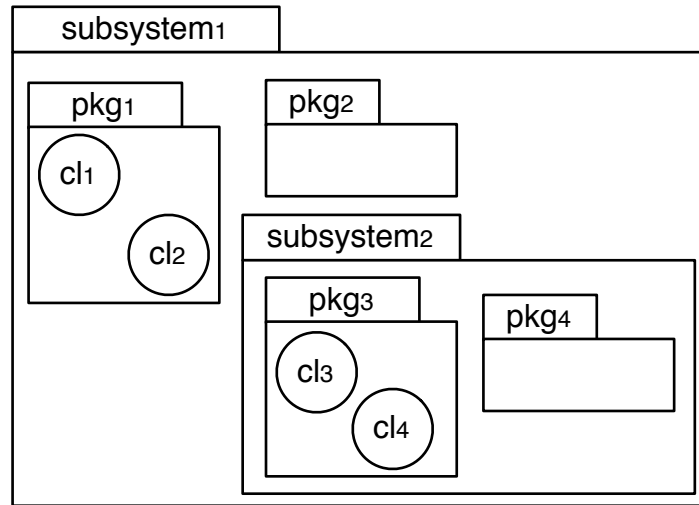 subsystem1
pkg1
pkg2
cl1
cl2
subsystem2
pkg3
pkg4
cl3
cl4